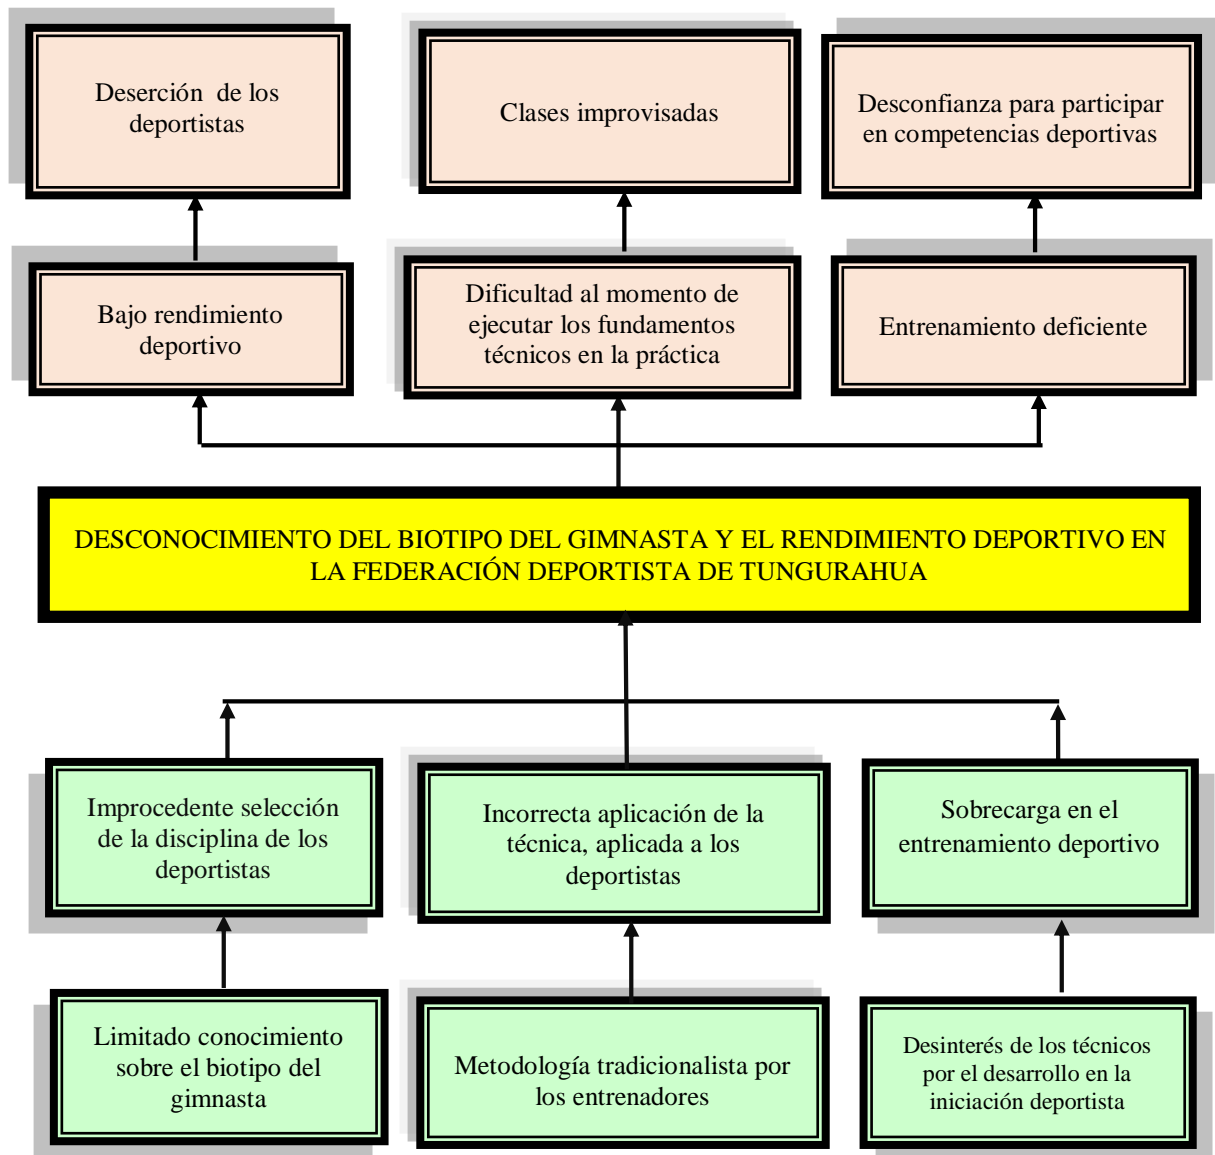 Deserción  de los
deportistas
Clases improvisadas
Desconfianza para participar
en competencias deportivas
Bajo rendimiento
deportivo
Dificultad al momento de
ejecutar los fundamentos
técnicos en la práctica
Entrenamiento deficiente
DESCONOCIMIENTO DEL BIOTIPO DEL GIMNASTA Y EL RENDIMIENTO DEPORTIVO EN
LA FEDERACIÓN DEPORTISTA DE TUNGURAHUA
Improcedente selección
de la disciplina de los
deportistas
Incorrecta aplicación de la
técnica, aplicada a los
deportistas
Sobrecarga en el
entrenamiento deportivo
Limitado conocimiento
sobre el biotipo del
gimnasta
Metodología tradicionalista por
los entrenadores
Desinterés de los técnicos
por el desarrollo en la
iniciación deportista